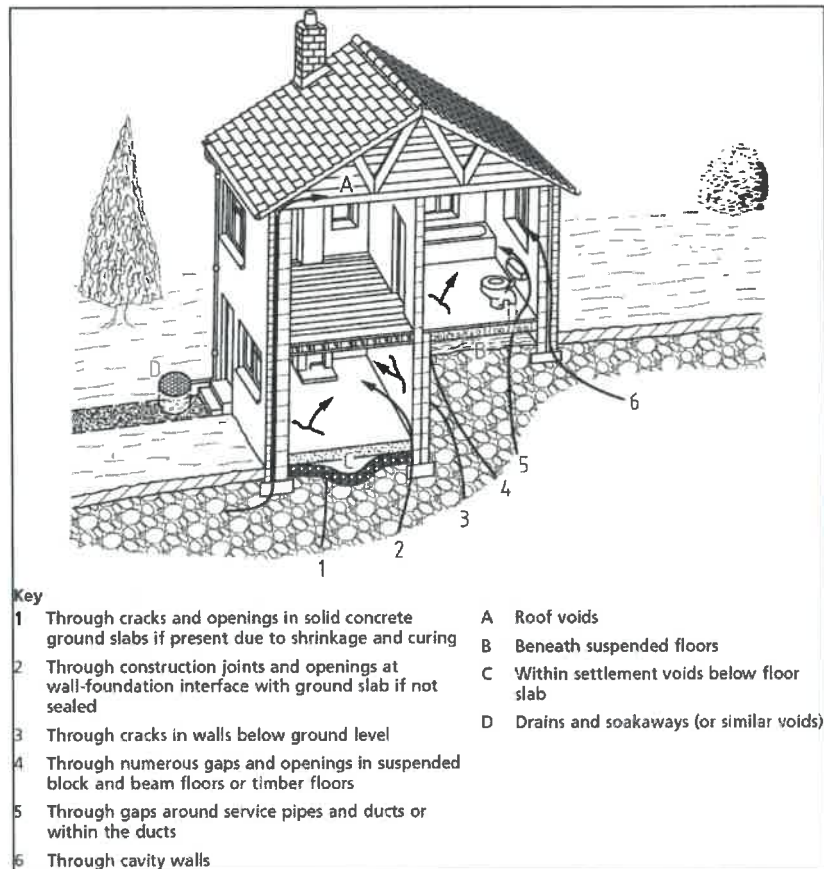 A
D
B
C
6
5
4
3
2
1
Key
1 Through cracks and openings in solid concrete
ground slabs if present due to shrinkage and curing
2 Through construction joints and openings at
wall-foundation interface with ground slab if not
sealed
3 Through cracks in walls below ground level
4 Through numerous gaps and openings in suspended
block and beam floors or timber floors
5 Through gaps around service pipes and ducts or
within the ducts
6 Through cavity walls
A Roof voids
B Beneath suspended floors
C Within settlement voids below floor
slab
D Drains and soakaways (or similar voids)